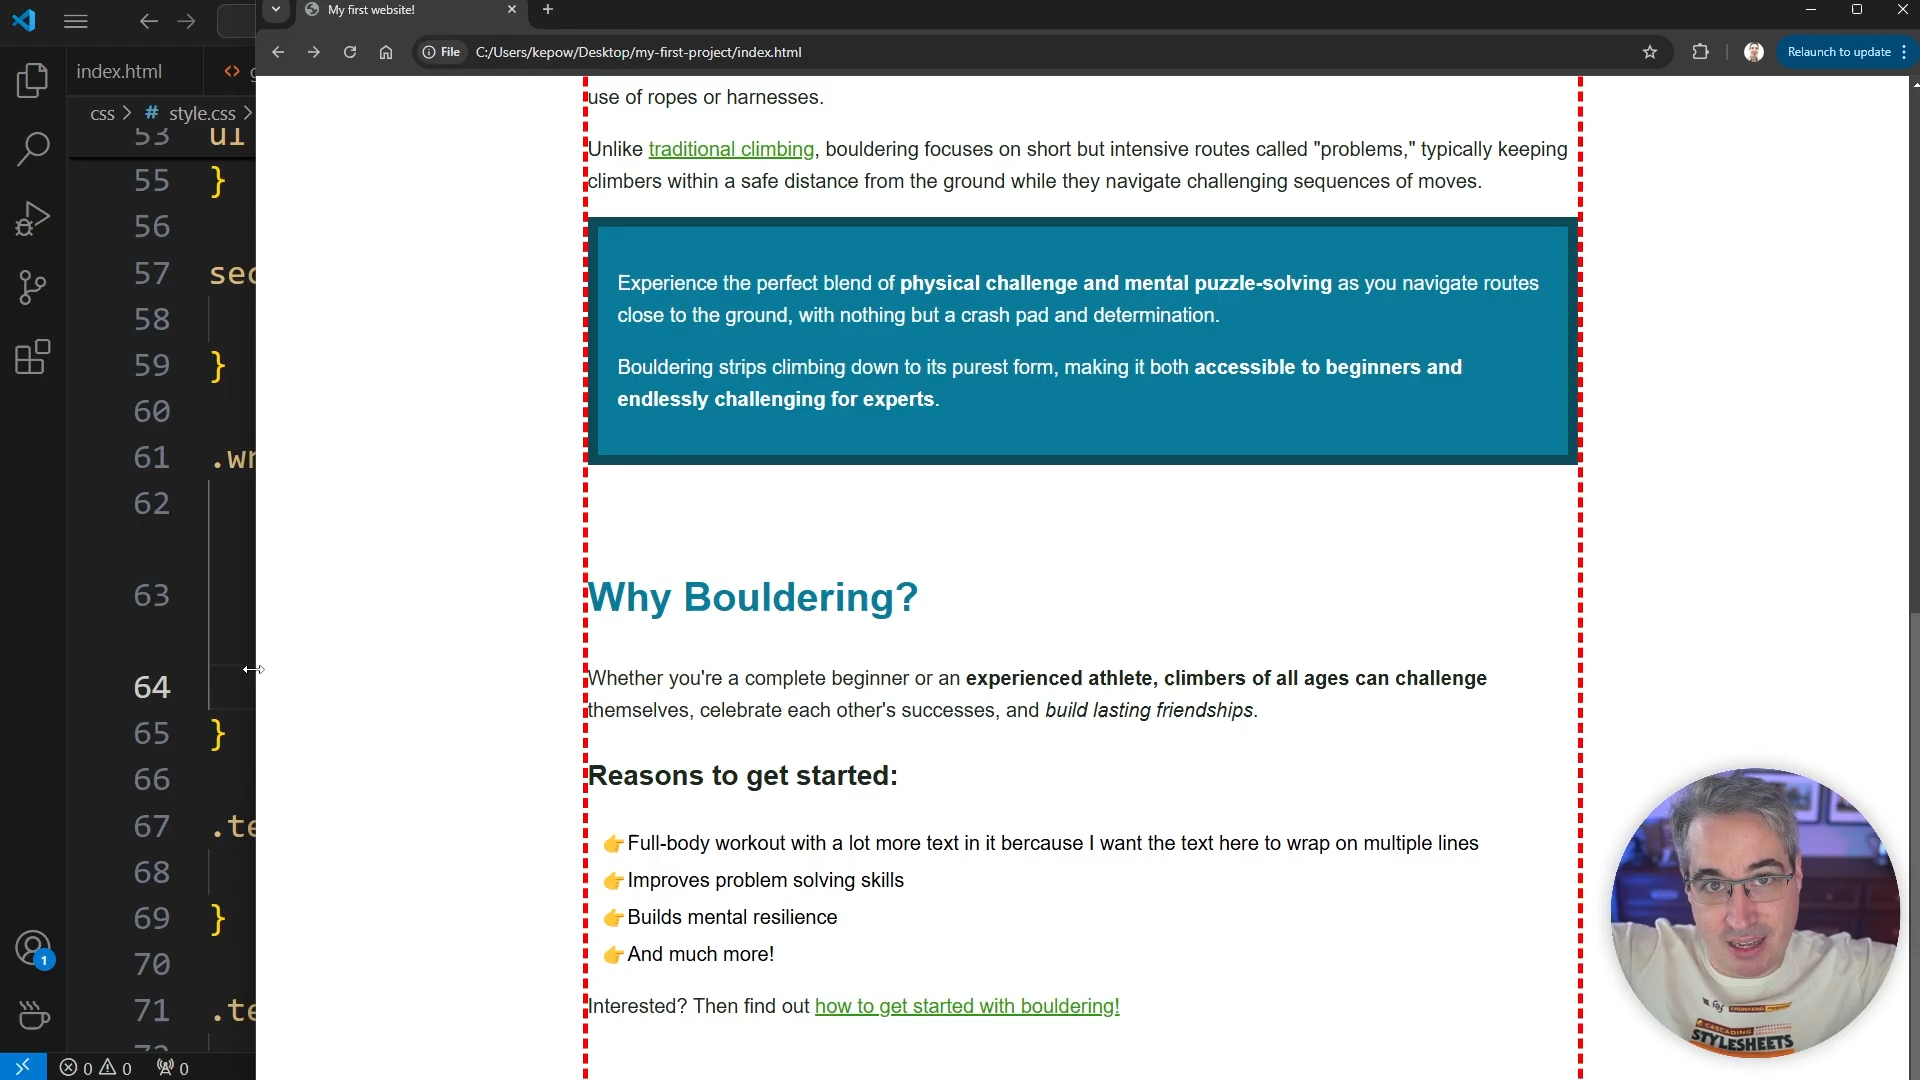 My first website!
File
C:/Users/kepow/Desktop/my-first-project/index.html
Relaunch to update
index.html
css
# style.css
53 ul
55 }
56
57 sec
58
59 }
60
61 .wr
62
63
64
65 }
66
67 .te
68
69 }
70
71 .te
1
0 0 0
use of ropes or harnesses.
Unlike traditional climbing, bouldering focuses on short but intensive routes called "problems," typically keeping
climbers within a safe distance from the ground while they navigate challenging sequences of moves.
Experience the perfect blend of physical challenge and mental puzzle-solving as you navigate routes
close to the ground, with nothing but a crash pad and determination.
Bouldering strips climbing down to its purest form, making it both accessible to beginners and
endlessly challenging for experts.
Why Bouldering?
Whether you're a complete beginner or an experienced athlete, climbers of all ages can challenge
themselves, celebrate each other's successes, and build lasting friendships.
Reasons to get started:
👉Full-body workout with a lot more text in it bercause I want the text here to wrap on multiple lines
👉Improves problem solving skills
👉Builds mental resilience
👉And much more!
Interested? Then find out how to get started with bouldering!
CASCADING
STYLESHEETS